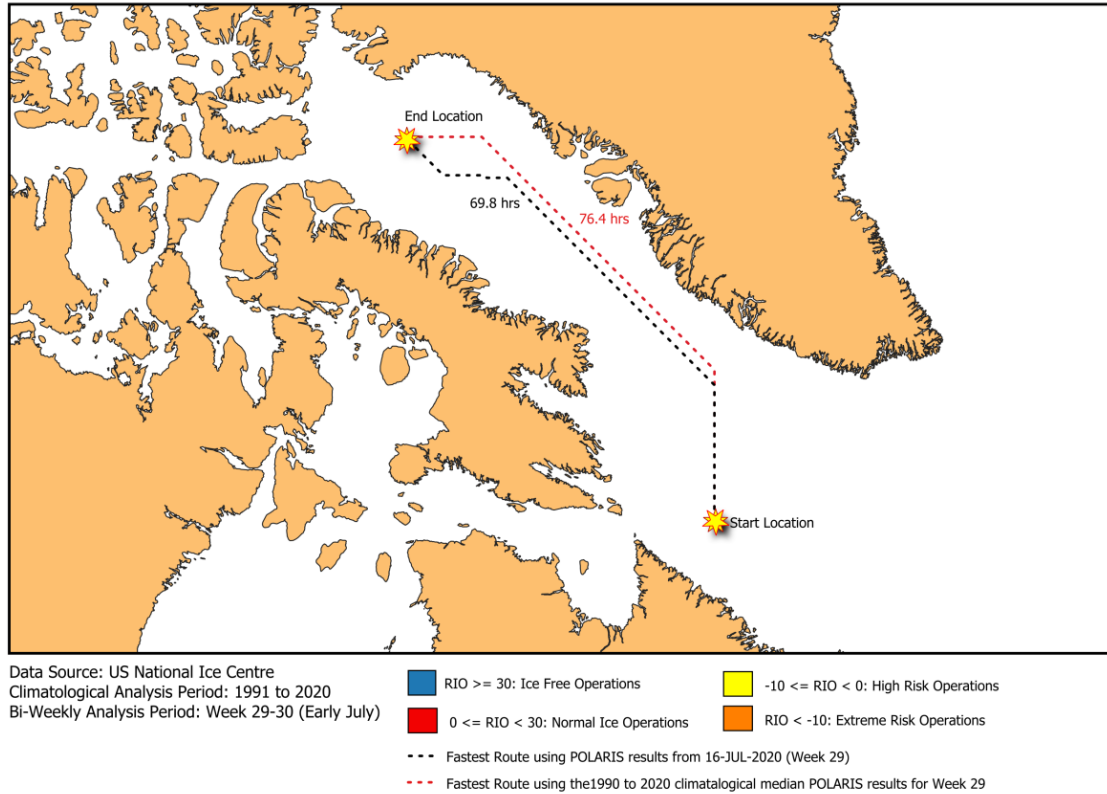 End Location
69.8 hrs
76.4 hrs
Start Location
Data Source: US National Ice Centre
Climatological Analysis Period: 1991 to 2020
Bi-Weekly Analysis Period: Week 29-30 (Early July)
RIO >= 30: Ice Free Operations
-10 <= RIO < 0: High Risk Operations
0 <= RIO < 30: Normal Ice Operations
RIO < -10: Extreme Risk Operations
Fastest Route using POLARIS results from 16-JUL-2020 (Week 29)
Fastest Route using the1990 to 2020 climatalogical median POLARIS results for Week 29